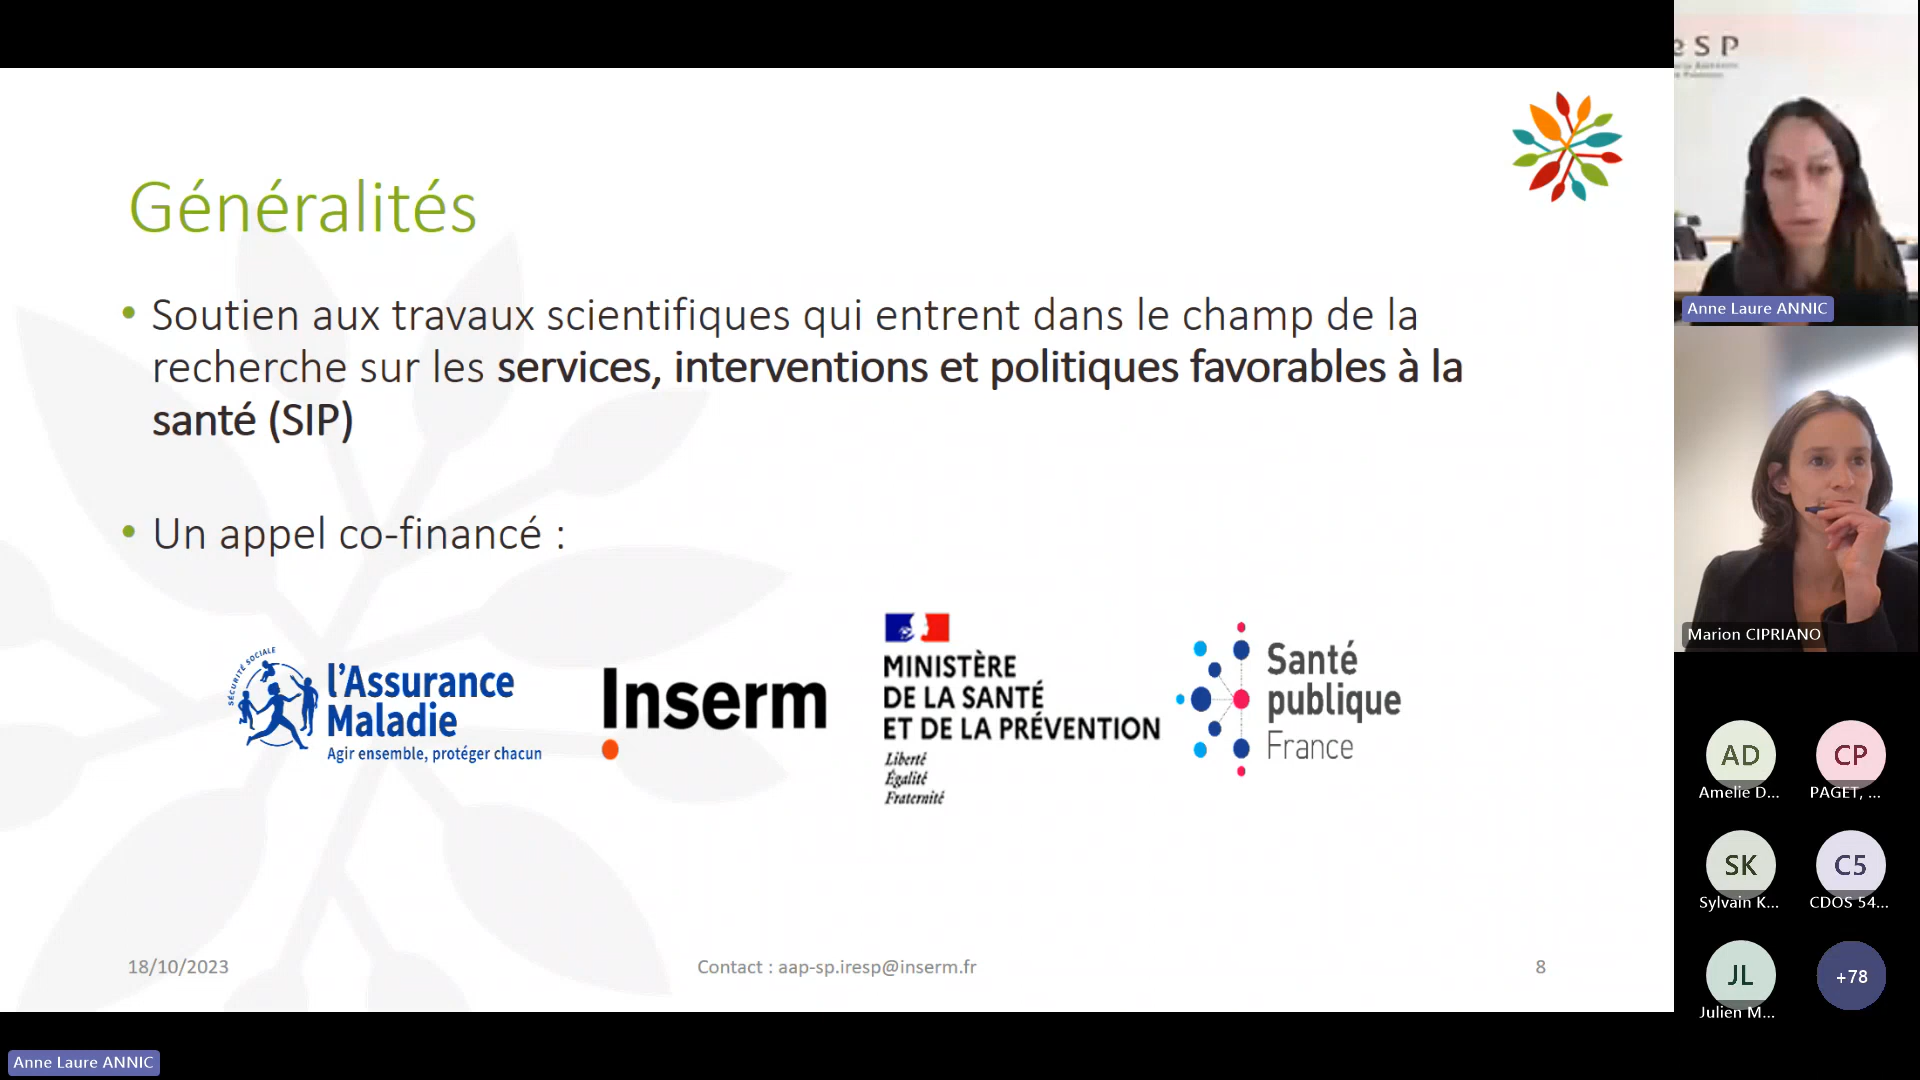 Généralités
• Soutien aux travaux scientifiques qui entrent dans le champ de la
recherche sur les services, interventions et politiques favorables à la
santé (SIP)
• Un appel co-financé :
SÉCURITÉ SOCIALE
l'Assurance
Maladie
Agir ensemble, protéger chacun
Inserm
MINISTÈRE
DE LA SANTÉ
ET DE LA PRÉVENTION
Liberté
Égalité
Fraternité
Santé
publique
France
18/10/2023
Contact : aap-sp.iresp@inserm.fr
8
Anne Laure ANNIC
e S P
Anne Laure ANNIC
Marion CIPRIANO
AD
Amelie D...
CP
PAGET, ...
SK
Sylvain K...
C5
CDOS 54...
JL
Julien M...
+78